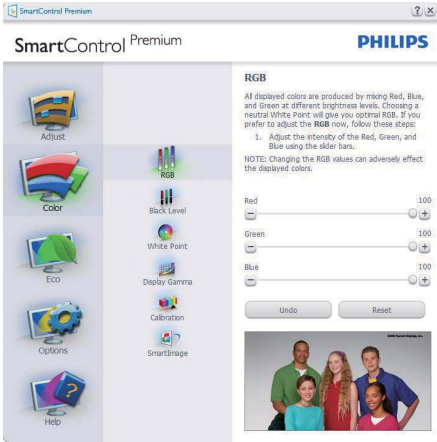 SmartControl Premium
? ×
SmartControl Premium
PHILIPS
Adjust
Color
Eco
Options
Help
RGB
Black Level
White Point
Display Gamma
Calibration
SmartImage
RGB
All displayed colors are produced by mixing Red, Blue,
and Green at different brightness levels. Choosing a
neutral White Point will give you optimal RGB. If you
prefer to adjust the RGB now, follow these steps:
1. Adjust the intensity of the Red, Green, and
Blue using the slider bars.
NOTE: Changing the RGB values can adversely effect
the displayed colors.
Red 100
Green 100
Blue 100
Undo Reset